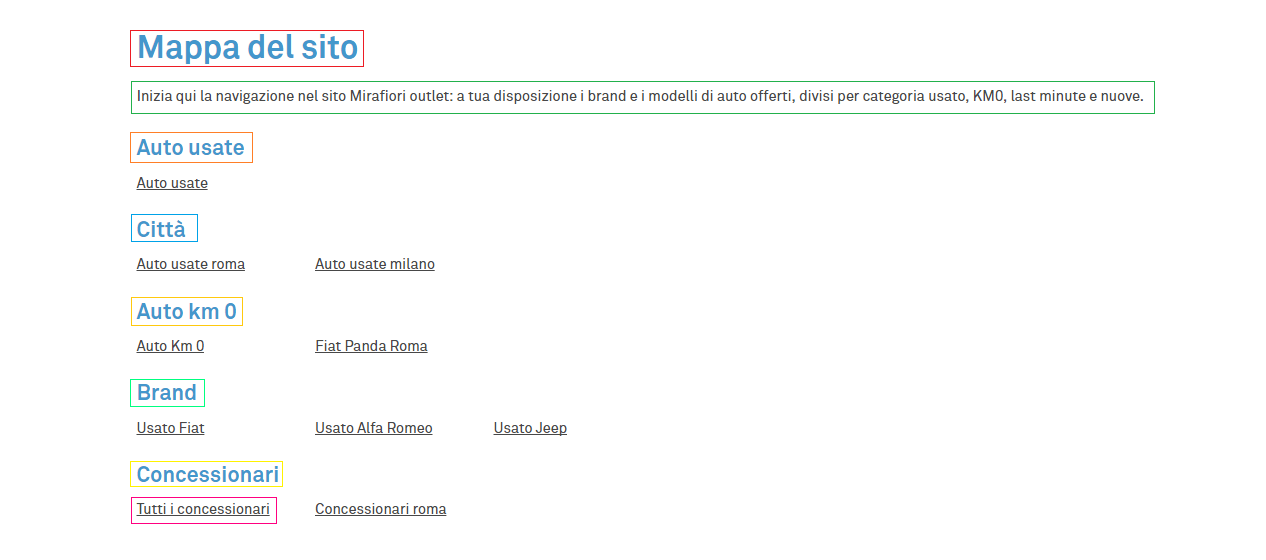 Mappa del sito
Inizia qui la navigazione nel sito Mirafiori outlet: a tua disposizione i brand e i modelli di auto offerti, divisi per categoria usato, KM0, last minute e nuove.
Auto usate
Auto usate
Città
Auto usate roma Auto usate milano
Auto km 0
Auto Km 0 Fiat Panda Roma
Brand
Usato Fiat Usato Alfa Romeo Usato Jeep
Concessionari
Tutti i concessionari Concessionari roma